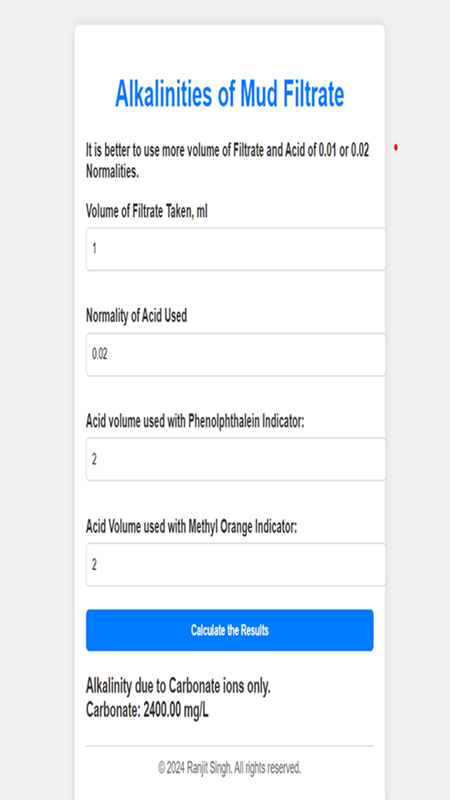 Alkalinities of Mud Filtrate
It is better to use more volume of Filtrate and Acid of 0.01 or 0.02
Normalities.
Volume of Filtrate Taken, ml
1
Normality of Acid Used
0.02
Acid volume used with Phenolphthalein Indicator:
2
Acid Volume used with Methyl Orange Indicator:
2
Calculate the Results
Alkalinity due to Carbonate ions only.
Carbonate: 2400.00 mg/L
© 2024 Ranjit Singh. All rights reserved.